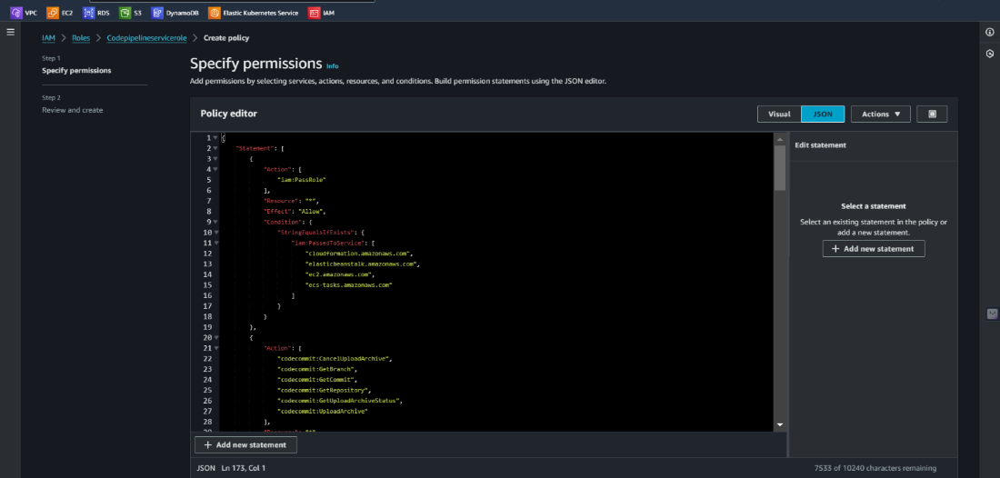 VPC EC2 RDS S3 DynamoDB Elastic Kubernetes Service IAM
IAM > Roles > Codepipelineservicerole > Create policy
Step 1
Specify permissions
Step 2
Review and create
Specify permissions Info
Add permissions by selecting services, actions, resources, and conditions. Build permission statements using the JSON editor.
Policy editor
Visual JSON Actions
1 {
2 "Statement": [
3 {
4 "Action": [
5 "iam:PassRole"
6 ],
7 "Resource": "*",
8 "Effect": "Allow",
9 "Condition": {
10 "StringEqualsIfExists": {
11 "iam:PassedToService": [
12 "cloudformation.amazonaws.com",
13 "elasticbeanstalk.amazonaws.com",
14 "ec2.amazonaws.com",
15 "ecs-tasks.amazonaws.com"
16 ]
17 }
18 }
19 },
20 {
21 "Action": [
22 "codecommit:CancelUploadArchive",
23 "codecommit:GetBranch",
24 "codecommit:GetCommit",
25 "codecommit:GetRepository",
26 "codecommit:GetUploadArchiveStatus",
27 "codecommit:UploadArchive"
28 ],
Edit statement
Select a statement
Select an existing statement in the policy or
add a new statement.
+ Add new statement
+ Add new statement
JSON Ln 173, Col 1
7533 of 10240 characters remaining